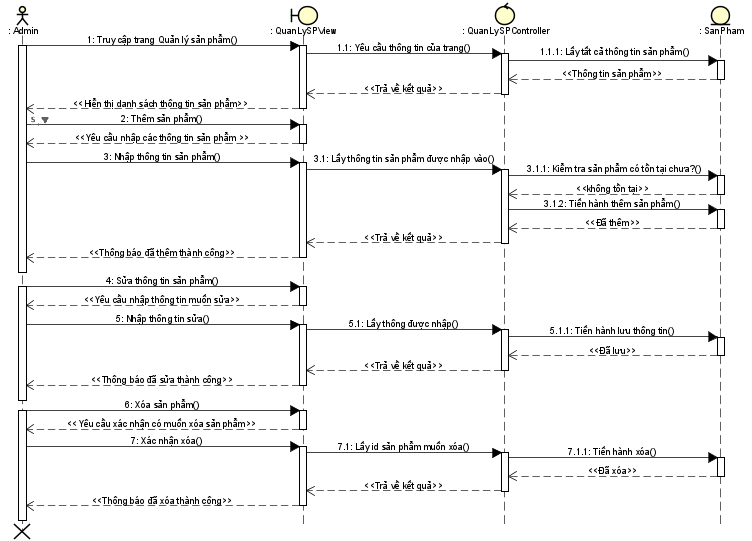 : Admin
: QuanLySPView
: QuanLySPController
: SanPham
1: Truy cập trang Quản lý sản phẩm()
1.1: Yêu cầu thông tin của trang()
1.1.1: Lấy tất cả thông tin sản phẩm()
<<Thông tin sản phẩm>>
<<Trả về kết quả>>
<<Hiển thị danh sách thông tin sản phẩm>>
s
2: Thêm sản phẩm()
<<Yêu cầu nhập các thông tin sản phẩm >>
3: Nhập thông tin sản phẩm()
3.1: Lấy thông tin sản phẩm được nhập vào()
3.1.1: Kiểm tra sản phẩm có tồn tại chưa?()
<<không tồn tại>>
3.1.2: Tiến hành thêm sản phẩm()
<<Đã thêm>>
<<Trả về kết quả>>
<<Thông báo đã thêm thành công>>
4: Sửa thông tin sản phẩm()
<<Yêu cầu nhập thông tin muốn sửa>>
5: Nhập thông tin sửa()
5.1: Lấy thông được nhập()
5.1.1: Tiến hành lưu thông tin()
<<Đã lưu>>
<<Trả về kết quả>>
<<Thông báo đã sửa thành công>>
6: Xóa sản phẩm()
<< Yêu cầu xác nhận có muốn xóa sản phẩm>>
7: Xác nhận xóa()
7.1: Lấy id sản phẩm muốn xóa()
7.1.1: Tiến hành xóa()
<<Đã xóa>>
<<Trả về kết quả>>
<<Thông báo đã xóa thành công>>